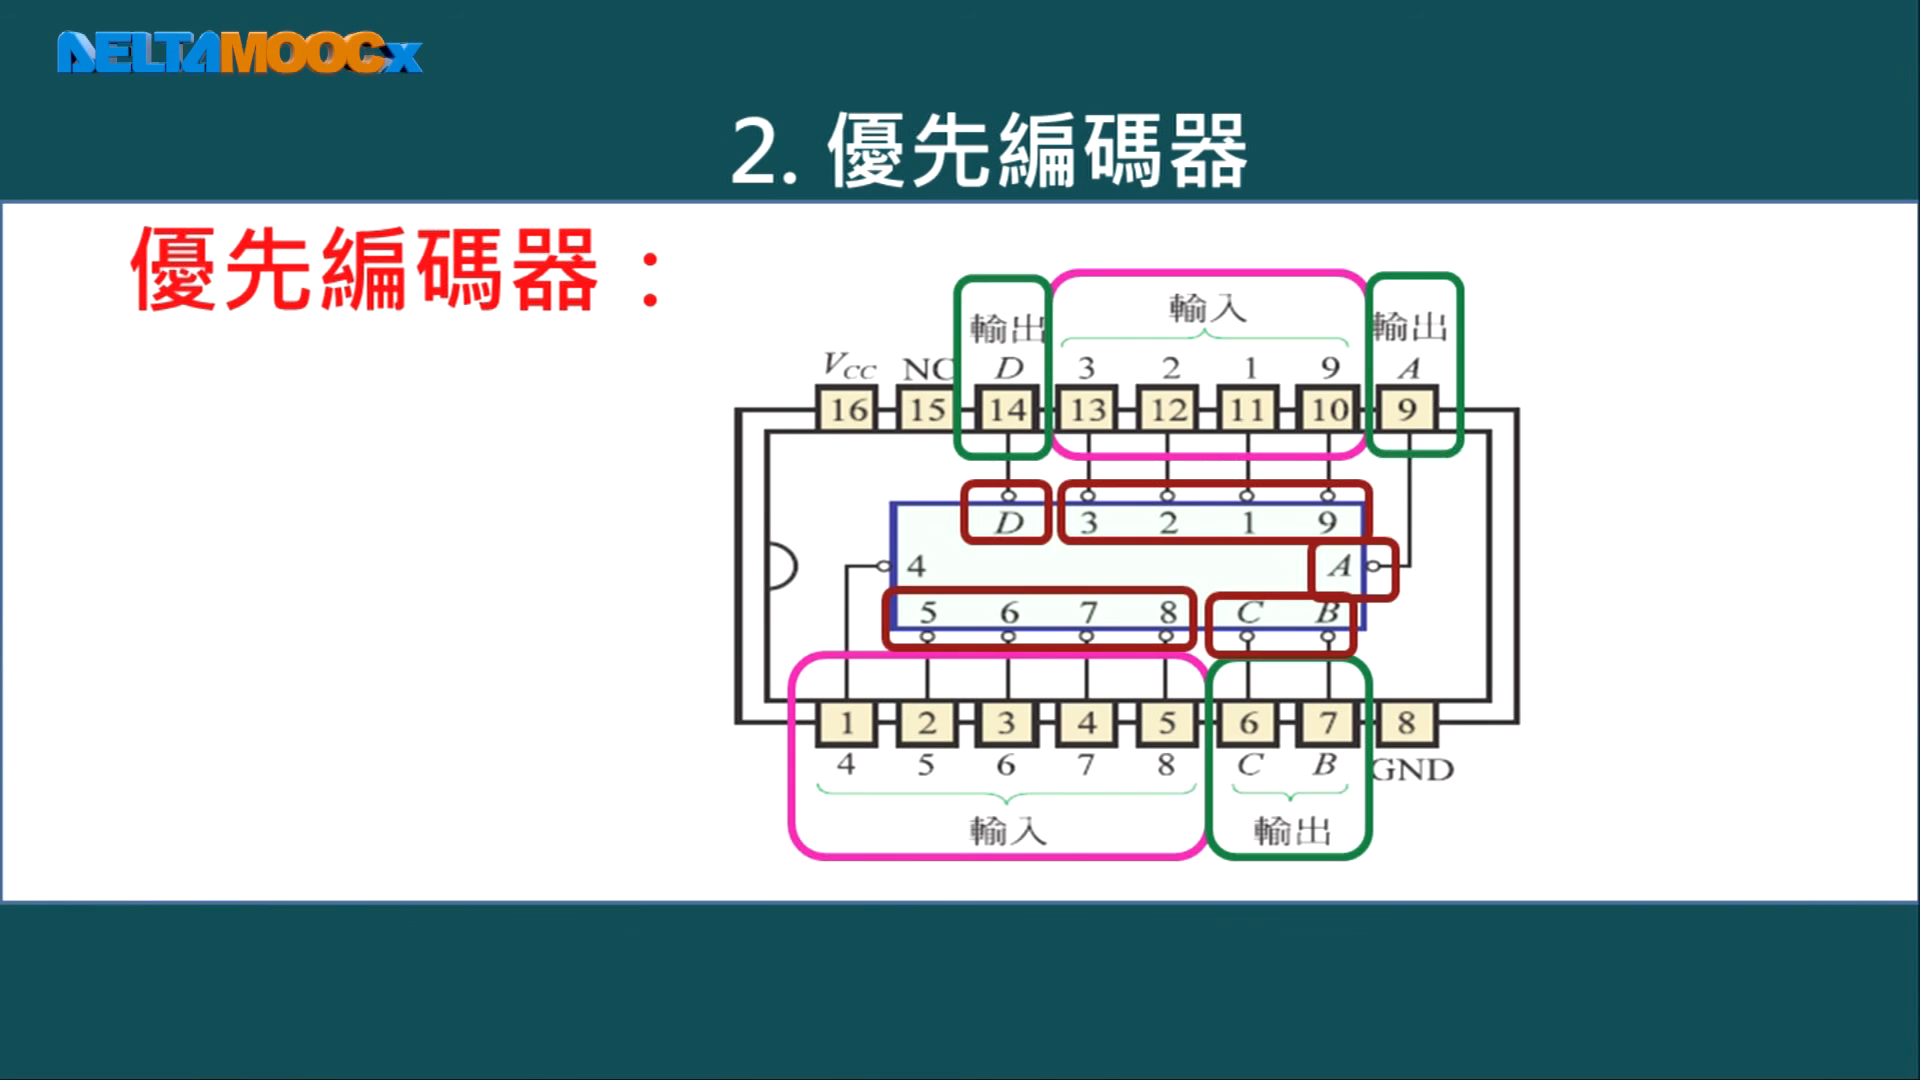 DELTAMOOCx
2. 優先編碼器
優先編碼器：
輸出 輸入 輸出
VCC NC D 3 2 1 9 A
16 15 14 13 12 11 10 9
D 3 2 1 9
4 A
5 6 7 8 C B
1 2 3 4 5 6 7 8
4 5 6 7 8 C B GND
輸入 輸出